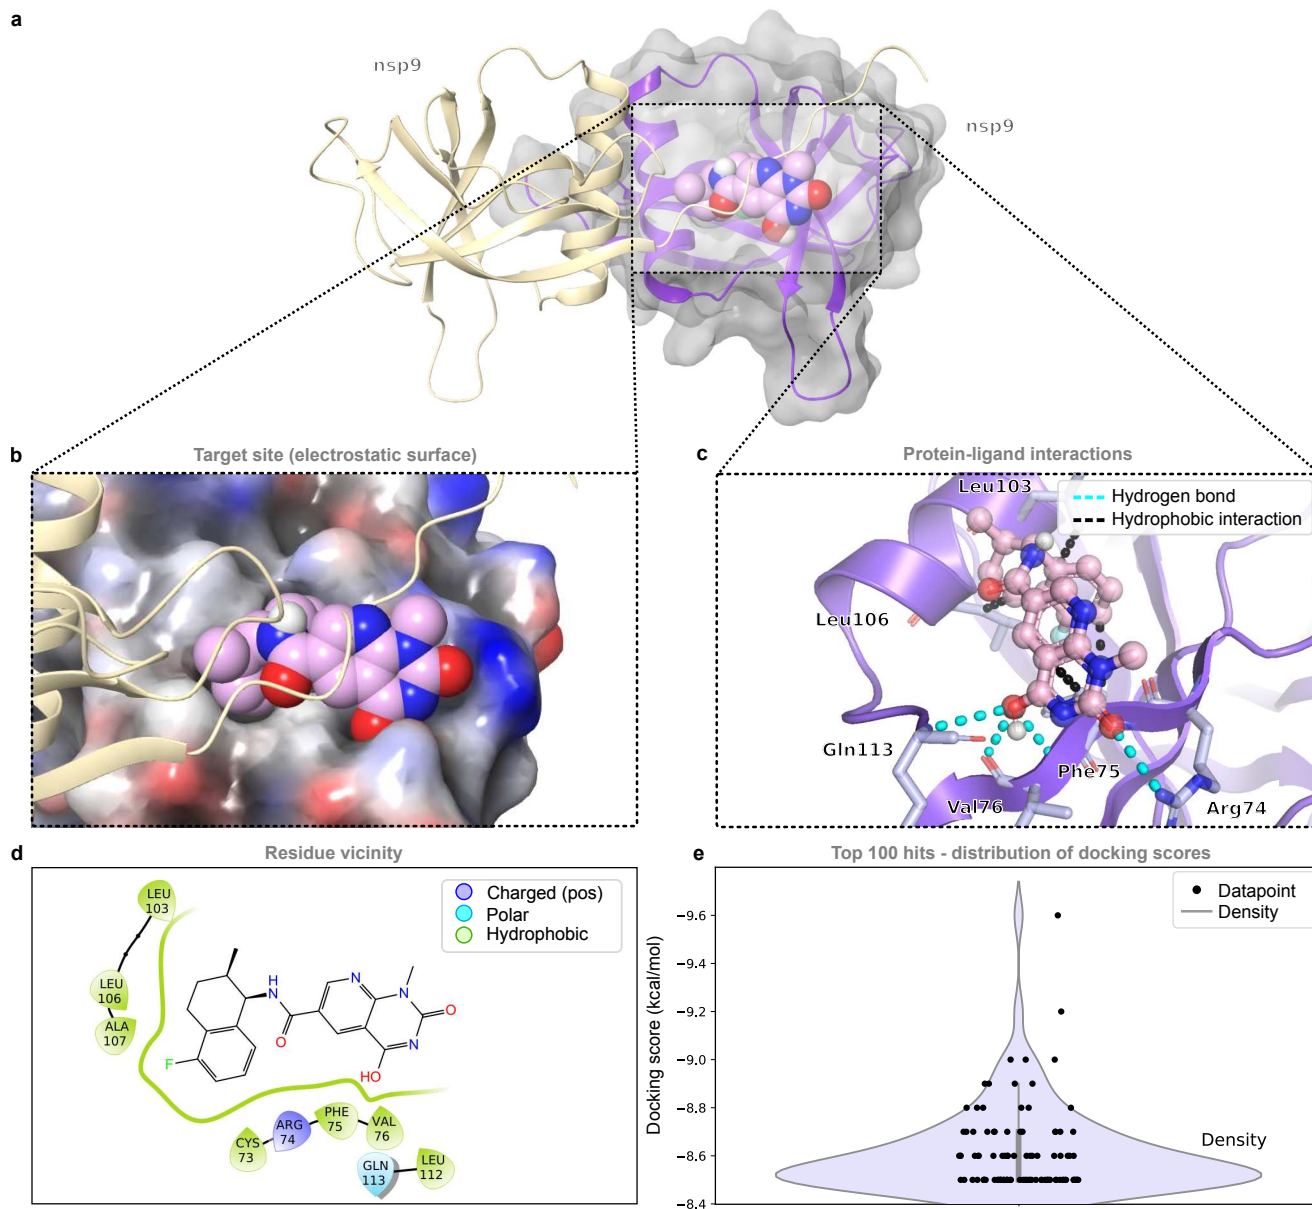 a
nsp9
nsp9
b
Target site (electrostatic surface)
c
Protein-ligand interactions
Leu103
Hydrogen bond
Hydrophobic interaction
Leu106
Gln113
Phe75
Val76
Arg74
d
Residue vicinity
LEU
103
Charged (pos)
Polar
Hydrophobic
LEU
106
ALA
107
H
N
N
N
O
O
N
F
HO
CYS
73
ARG
74
PHE
75
VAL
76
GLN
113
LEU
112
e
Top 100 hits - distribution of docking scores
Datapoint
Density
Docking score (kcal/mol)
−9.6
−9.4
−9.2
−9.0
−8.8
−8.6
−8.4
Density